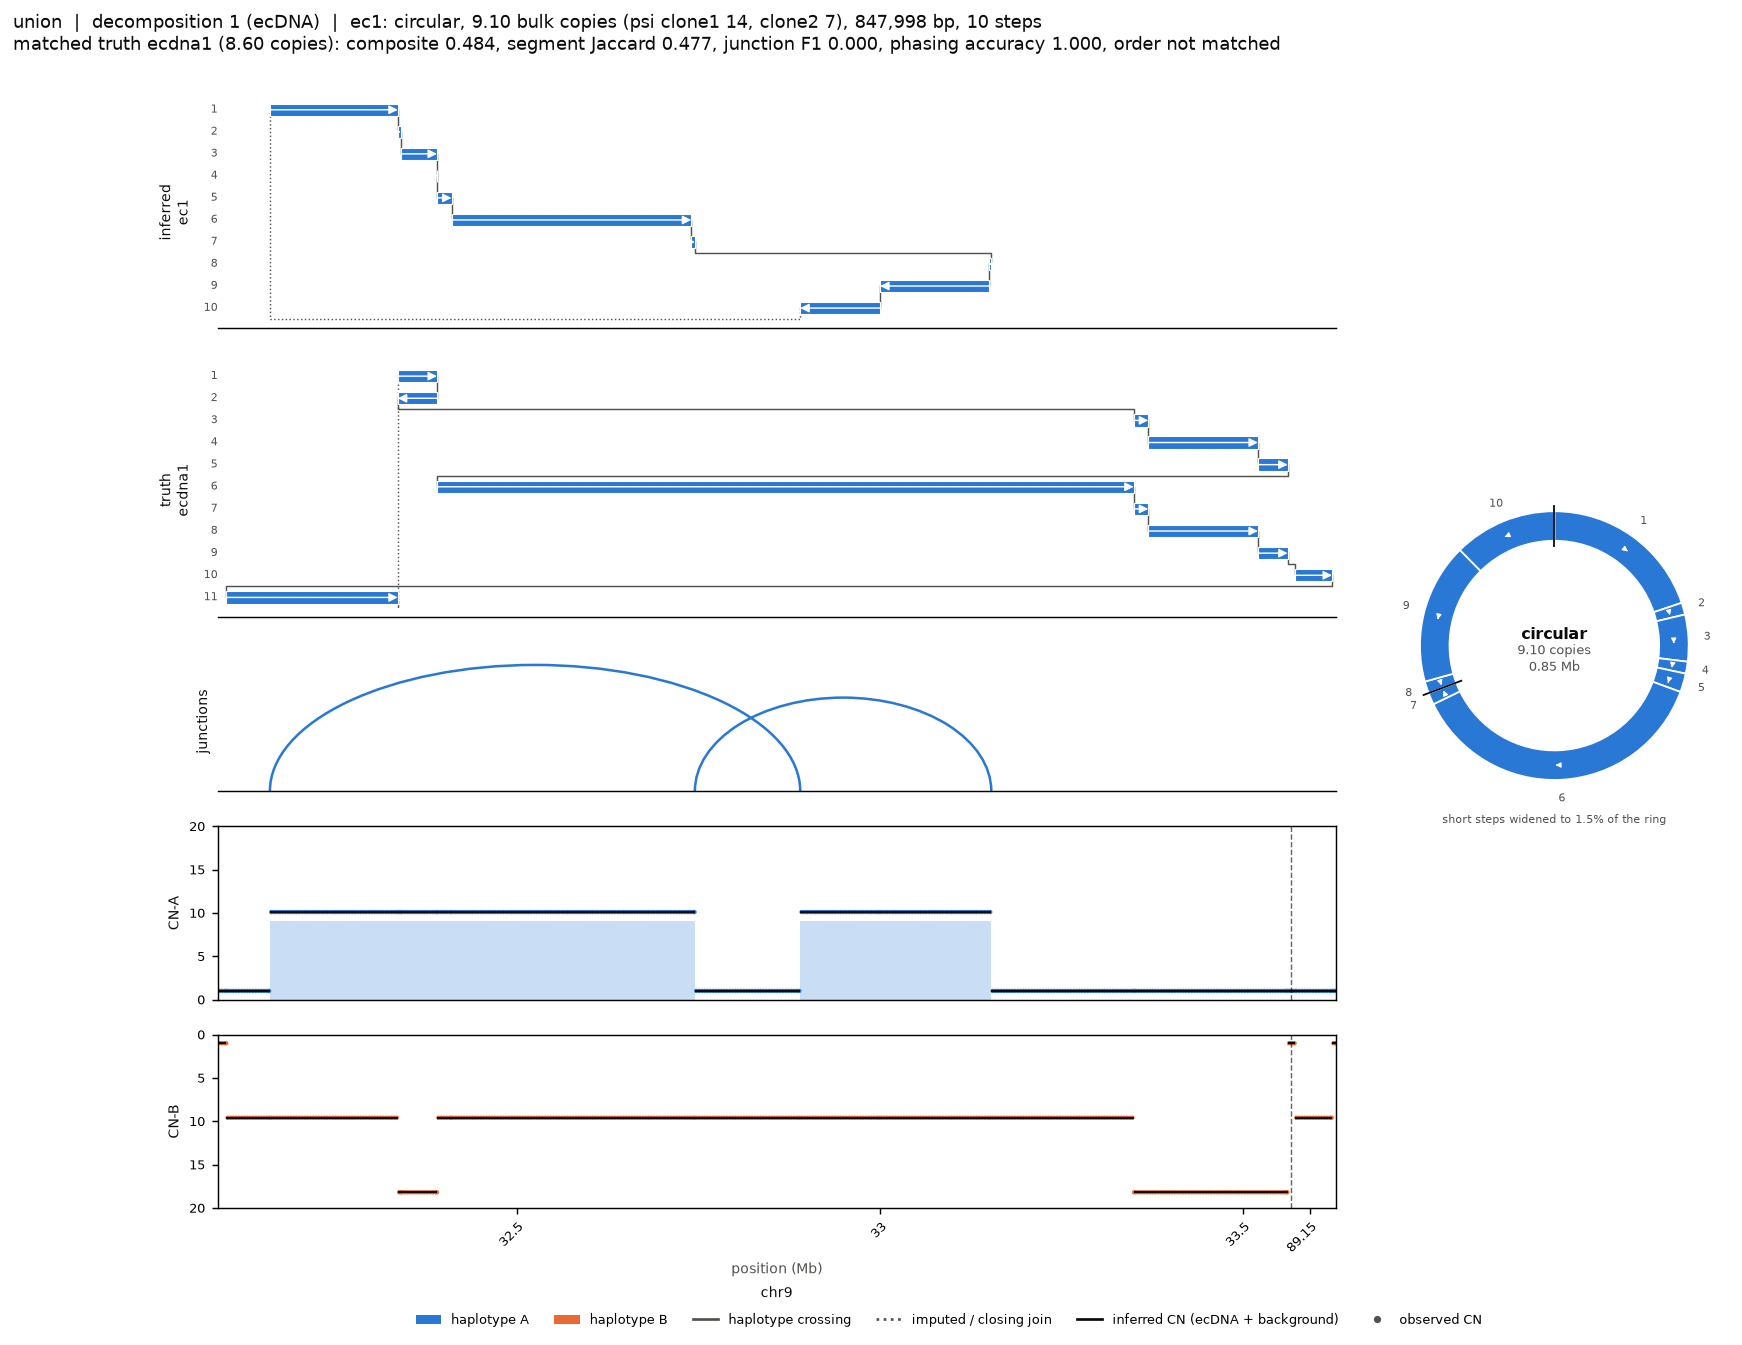 union  |  decomposition 1 (ecDNA)  |  ec1: circular, 9.10 bulk copies (psi clone1 14, clone2 7), 847,998 bp, 10 steps
matched truth ecdna1 (8.60 copies): composite 0.484, segment Jaccard 0.477, junction F1 0.000, phasing accuracy 1.000, order not matched
inferred
ec1
1
2
3
4
5
6
7
8
9
10
truth
ecdna1
1
2
3
4
5
6
7
8
9
10
11
junctions
CN-A
20
15
10
5
0
CN-B
0
5
10
15
20
32.5
33
33.5
89.15
position (Mb)
chr9
10
1
9
2
3
4
5
8
7
6
circular
9.10 copies
0.85 Mb
short steps widened to 1.5% of the ring
haplotype A
haplotype B
haplotype crossing
imputed / closing join
inferred CN (ecDNA + background)
observed CN